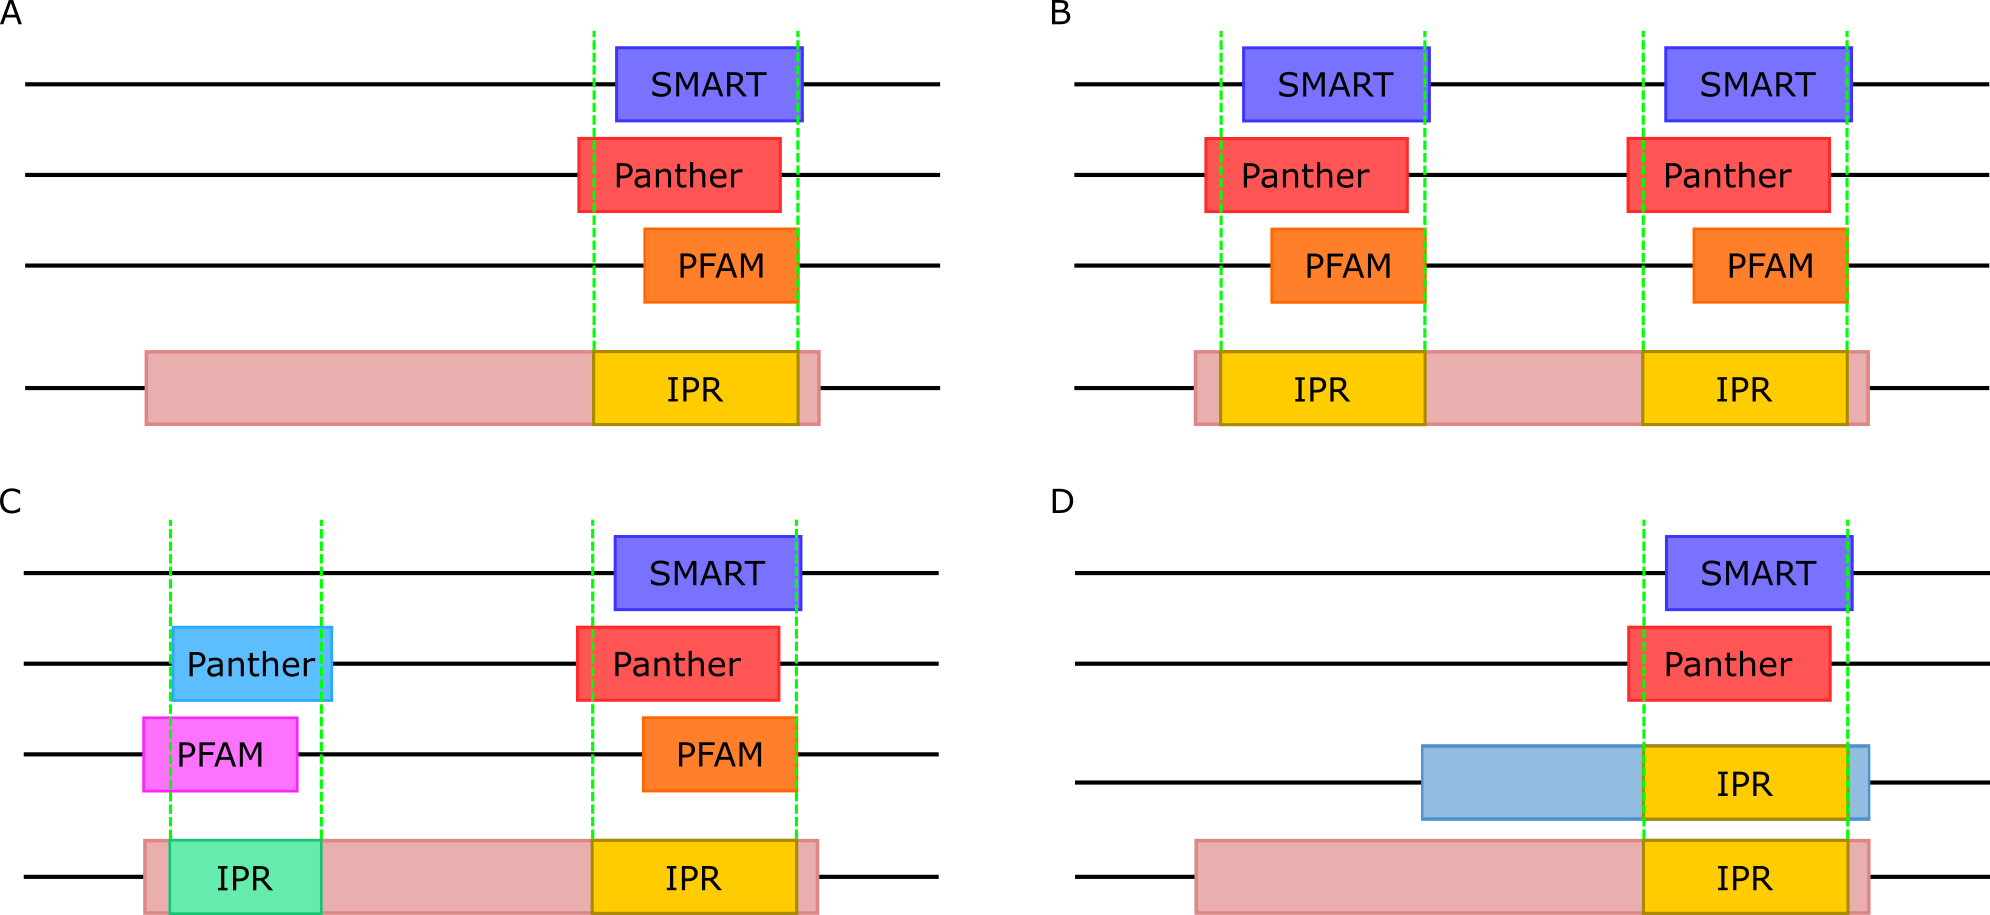 A
SMART
Panther
PFAM
IPR
B
SMART SMART
Panther Panther
PFAM PFAM
IPR IPR
C
SMART
Panther Panther
PFAM PFAM
IPR IPR
D
SMART
Panther
IPR
IPR